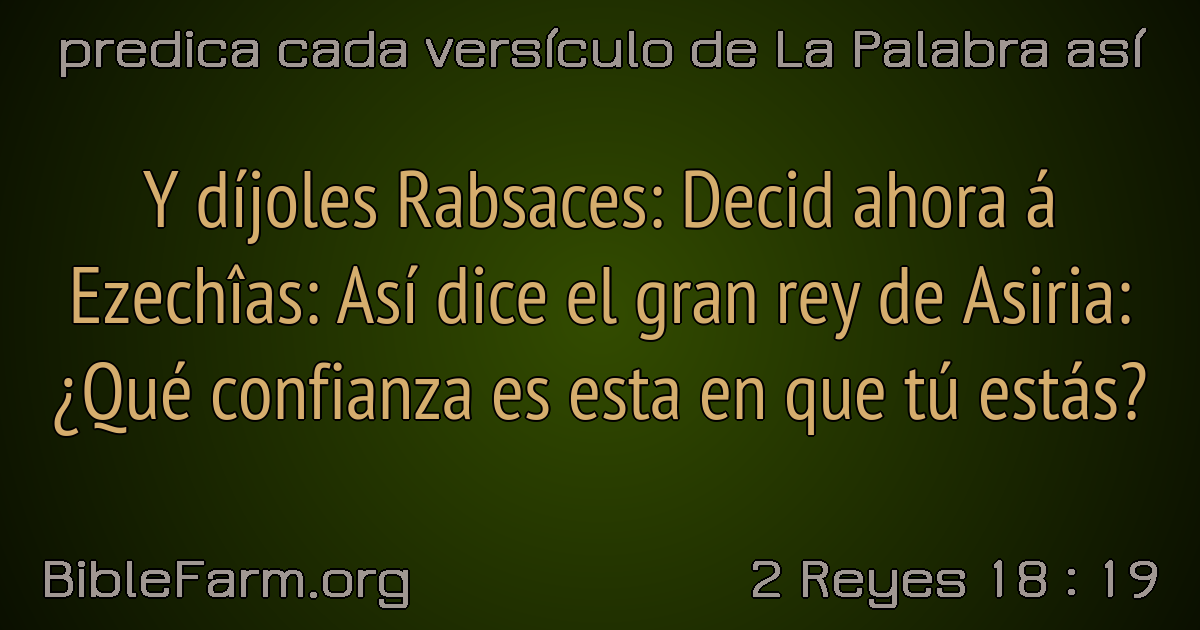 predica cada versículo de La Palabra así
Y díjoles Rabsaces: Decid ahora á
Ezechîas: Así dice el gran rey de Asiria:
¿Qué confianza es esta en que tú estás?
BibleFarm.org
2 Reyes 18 : 19